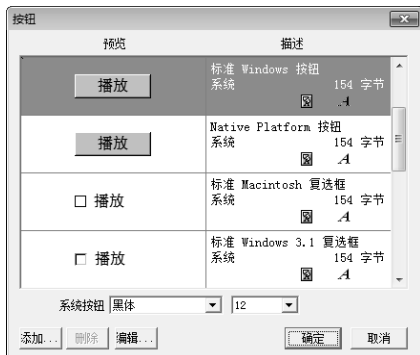 按钮
预览 描述
播放 标准 Windows 按钮
系统 154 字节
播放 Native Platform 按钮
系统 154 字节
播放 标准 Macintosh 复选框
系统 154 字节
播放 标准 Windows 3.1 复选框
系统 154 字节
系统按钮 黑体 12
添加... 删除 编辑... 确定 取消